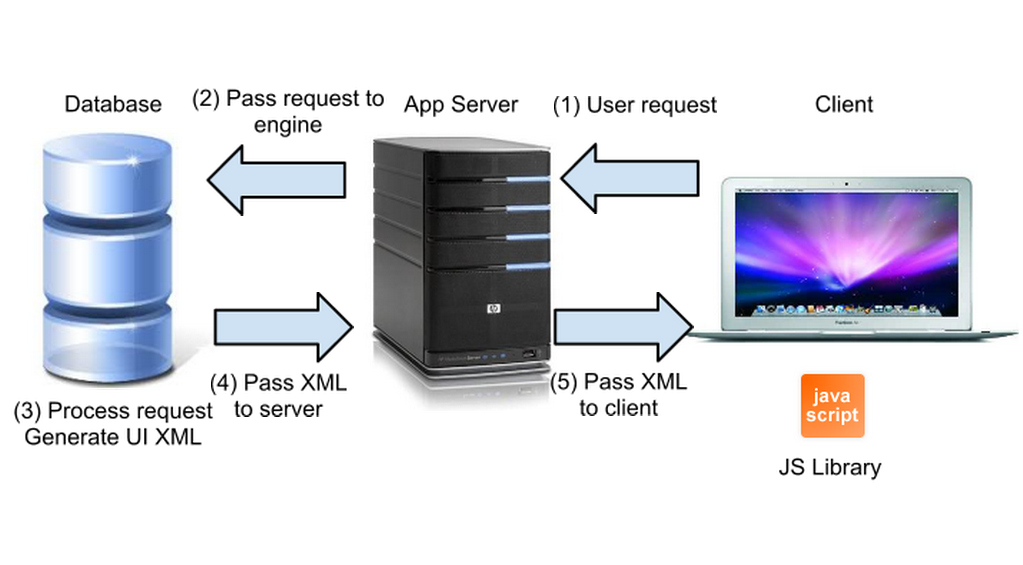 Database
(2) Pass request to
engine
App Server
(1) User request
Client
hp
(4) Pass XML
to server
(5) Pass XML
to client
(3) Process request
Generate UI XML
java
script
JS Library